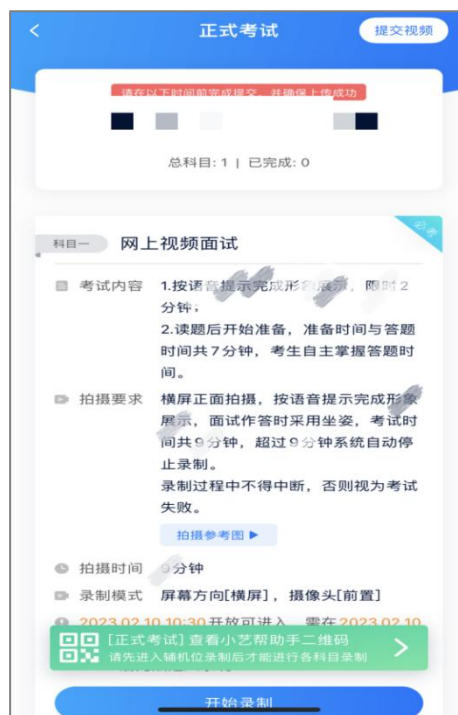 正式考试
提交视频
请在以下时间前完成提交，并确保上传成功
总科目: 1 | 已完成: 0
必考
科目一 网上视频面试
考试内容 1.按语音提示完成形象展示，限时2
分钟；
2.读题后开始准备，准备时间与答题
时间共7分钟，考生自主掌握答题时
间。
拍摄要求 横屏正面拍摄，按语音提示完成形象
展示，面试作答时采用坐姿，考试时
间共9分钟，超过9分钟系统自动停
止录制。
录制过程中不得中断，否则视为考试
失败。
拍摄参考图
拍摄时间 9分钟
录制模式 屏幕方向[横屏]，摄像头[前置]
2023.02.10 10:30开放可进入，需在2023.02.10
[正式考试] 查看小艺帮助手二维码
请先进入辅机位录制后才能进行各科目录制
开始录制